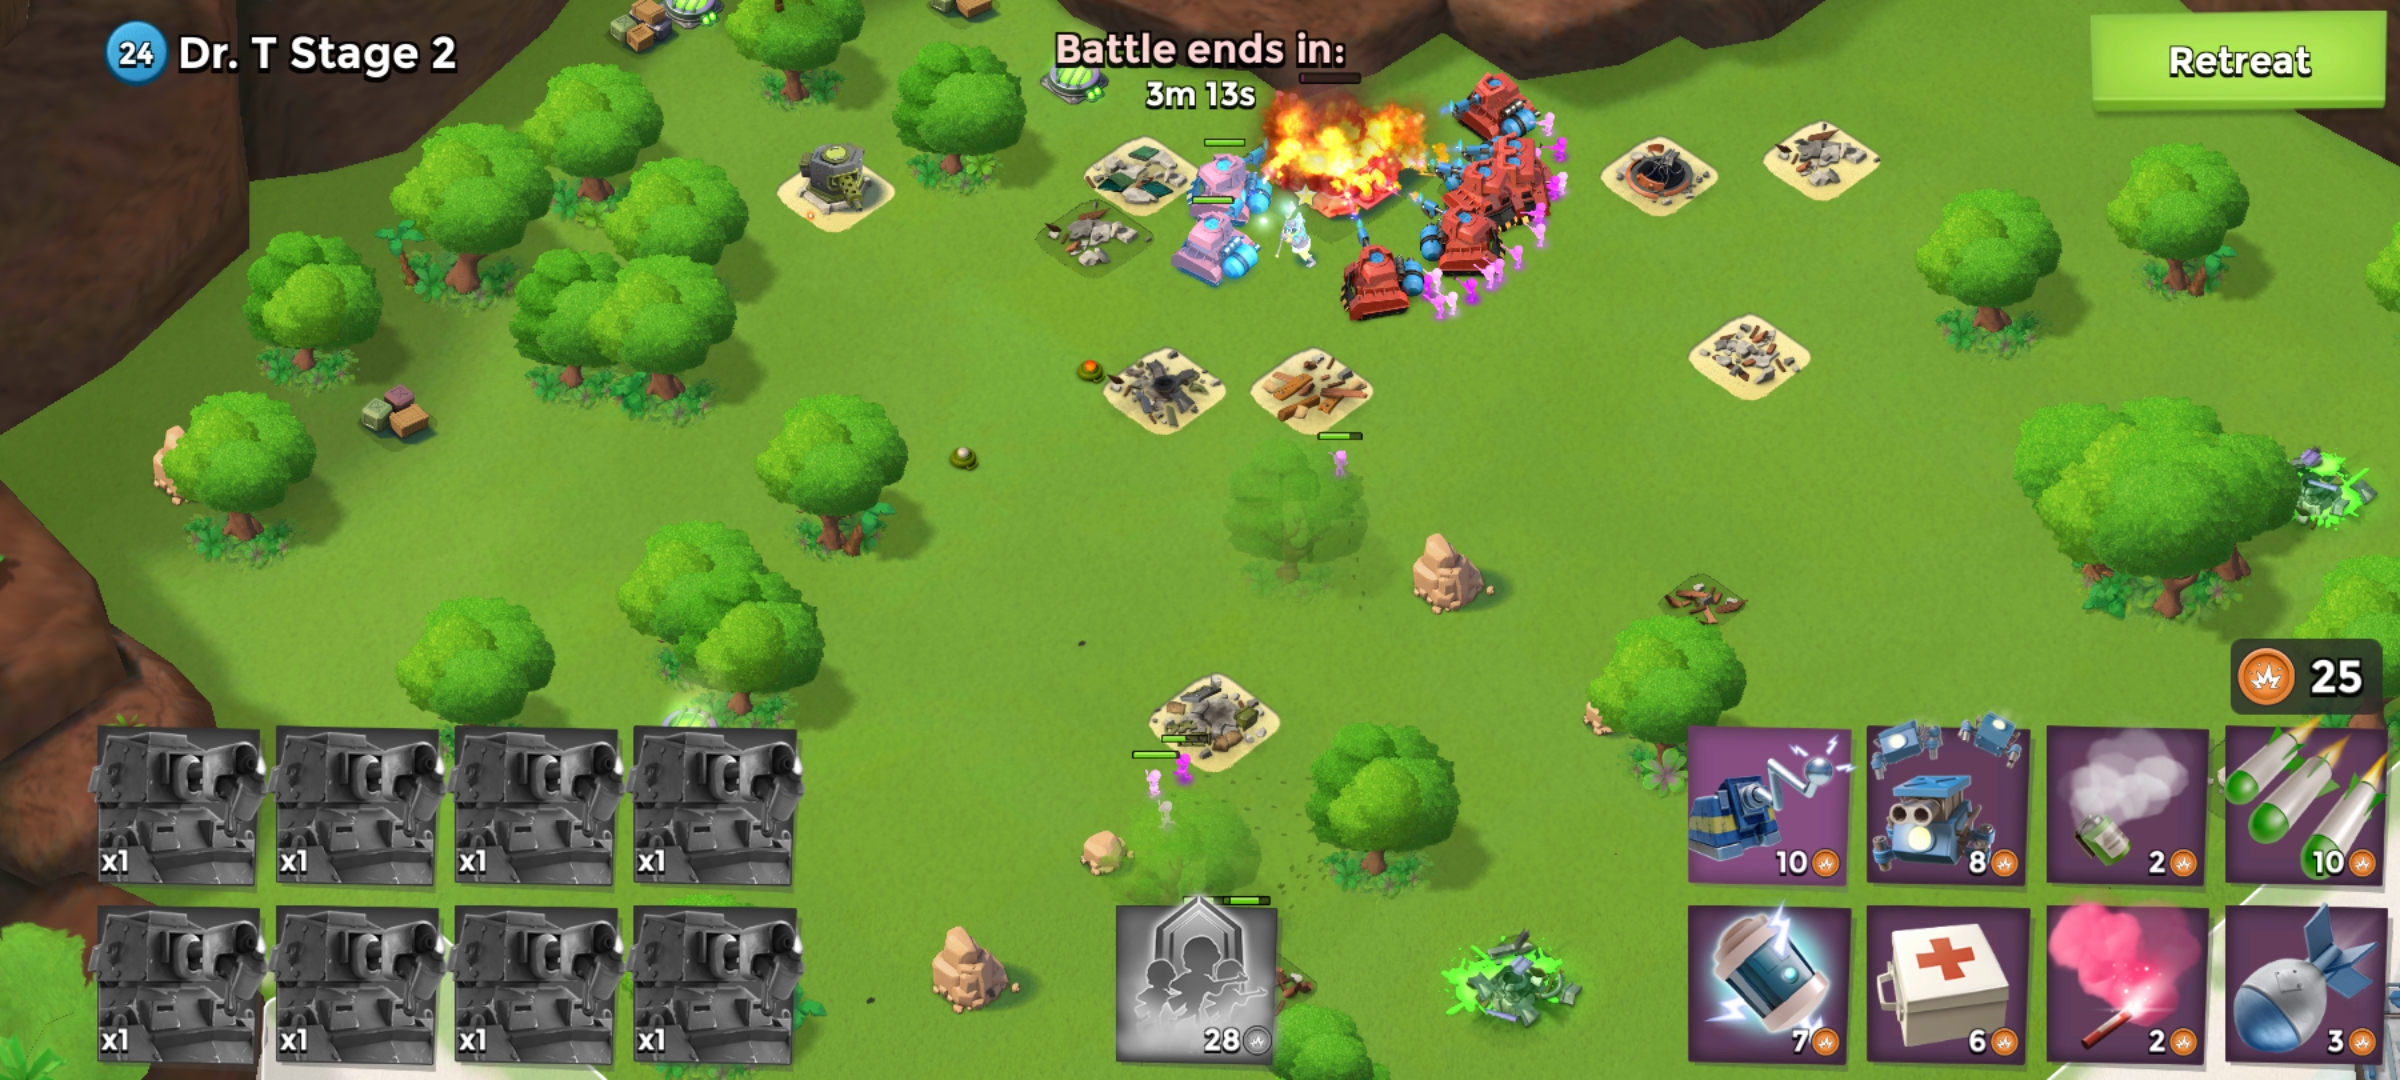 24 Dr. T Stage 2
Battle ends in:
3m 13s
Retreat
25
x1 x1 x1 x1
10 8 2 10
x1 x1 x1 x1
28
7 6 2 3